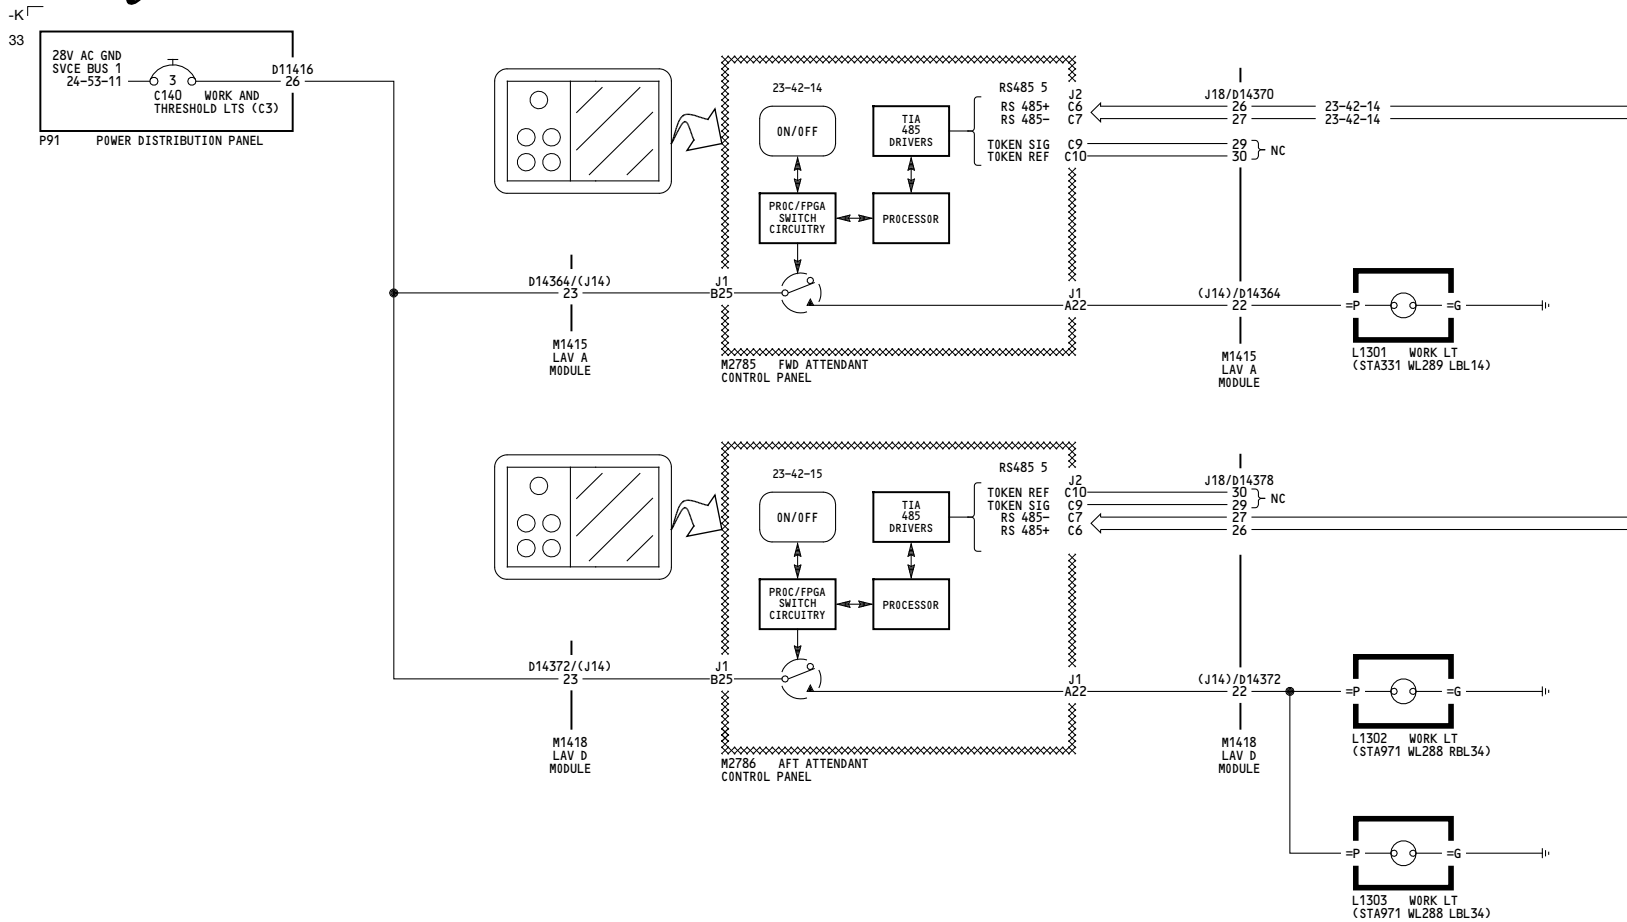 -K
33
28V AC GND
SVCE BUS 1
24-53-11
3
C140 WORK AND
THRESHOLD LTS (C3)
D11416
26
P91 POWER DISTRIBUTION PANEL
23-42-14
ON/OFF
TIA
485
DRIVERS
PROC/FPGA
SWITCH
CIRCUITRY
PROCESSOR
RS485 5
J2
RS 485+ C6
RS 485- C7
TOKEN SIG C9
TOKEN REF C10
J18/D14370
26 23-42-14
27 23-42-14
29
30
NC
D14364/(J14)
23
M1415
LAV A
MODULE
J1
B25
J1
A22
M2785 FWD ATTENDANT
CONTROL PANEL
(J14)/D14364
22
M1415
LAV A
MODULE
=P =G
L1301 WORK LT
(STA331 WL289 LBL14)
23-42-15
ON/OFF
TIA
485
DRIVERS
PROC/FPGA
SWITCH
CIRCUITRY
PROCESSOR
RS485 5
J2
TOKEN REF C10
TOKEN SIG C9
RS 485- C7
RS 485+ C6
J18/D14378
30
29
NC
27
26
D14372/(J14)
23
M1418
LAV D
MODULE
J1
B25
J1
A22
M2786 AFT ATTENDANT
CONTROL PANEL
(J14)/D14372
22
M1418
LAV D
MODULE
=P =G
L1302 WORK LT
(STA971 WL288 RBL34)
=P =G
L1303 WORK LT
(STA971 WL288 LBL34)